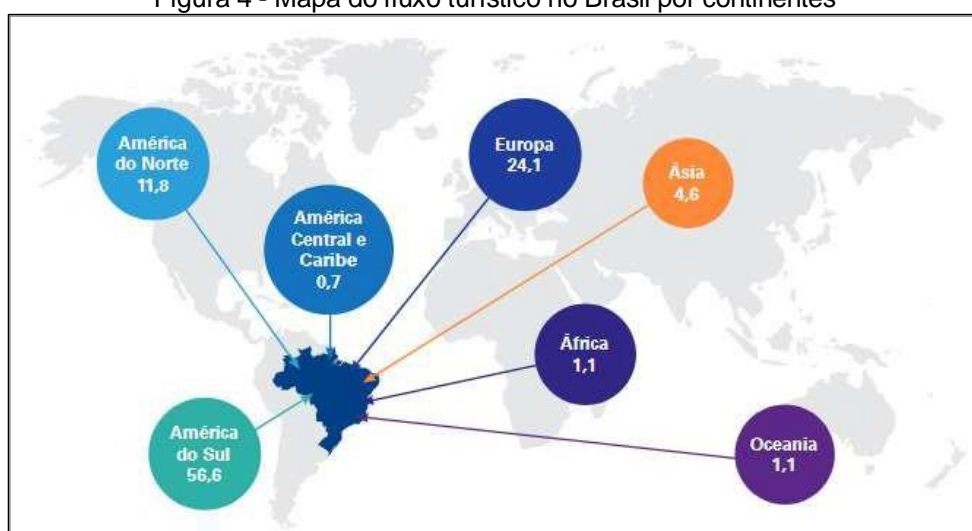 Figura 4 - Mapa do fluxo turístico no Brasil por continentes
América
do Norte
11,8
América
Central e
Caribe
0,7
Europa
24,1
Ásia
4,6
África
1,1
América
do Sul
56,6
Oceania
1,1